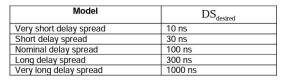 Model DS_desired
Very short delay spread 10 ns
Short delay spread 30 ns
Nominal delay spread 100 ns
Long delay spread 300 ns
Very long delay spread 1000 ns